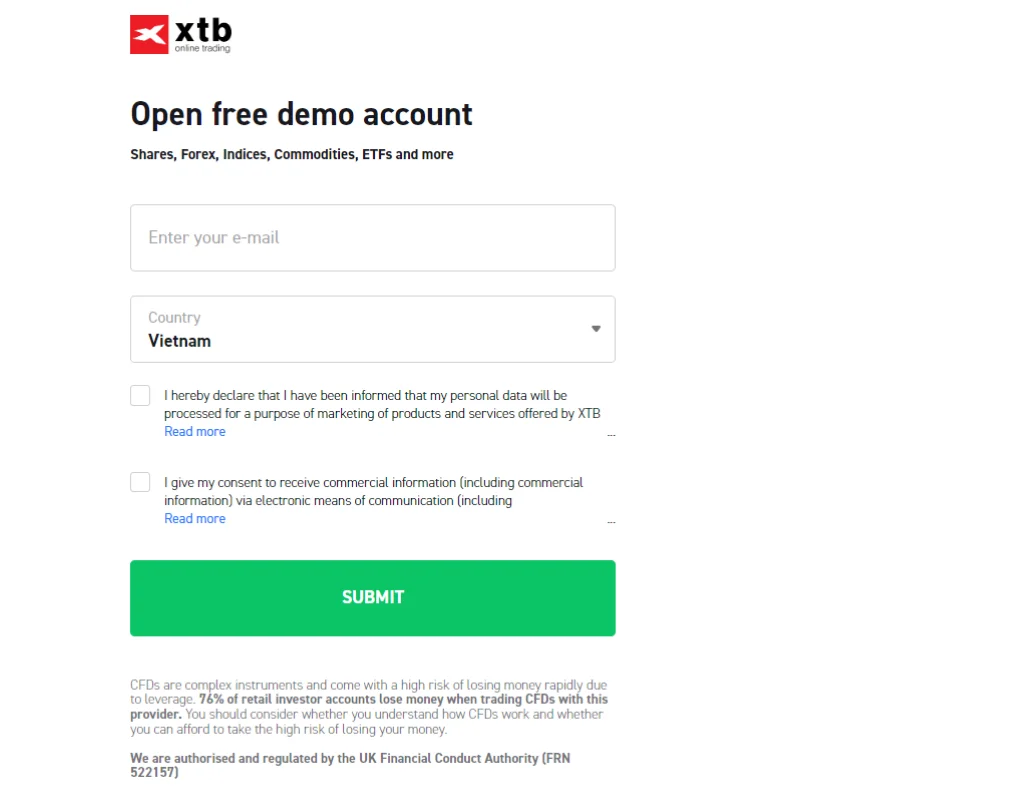 xtb
online trading
Open free demo account
Shares, Forex, Indices, Commodities, ETFs and more
Enter your e-mail
Country
Vietnam
I hereby declare that I have been informed that my personal data will be
processed for a purpose of marketing of products and services offered by XTB
Read more ...
I give my consent to receive commercial information (including commercial
information) via electronic means of communication (including
Read more ...
SUBMIT
CFDs are complex instruments and come with a high risk of losing money rapidly due
to leverage. 76% of retail investor accounts lose money when trading CFDs with this
provider. You should consider whether you understand how CFDs work and whether
you can afford to take the high risk of losing your money.
We are authorised and regulated by the UK Financial Conduct Authority (FRN
522157)